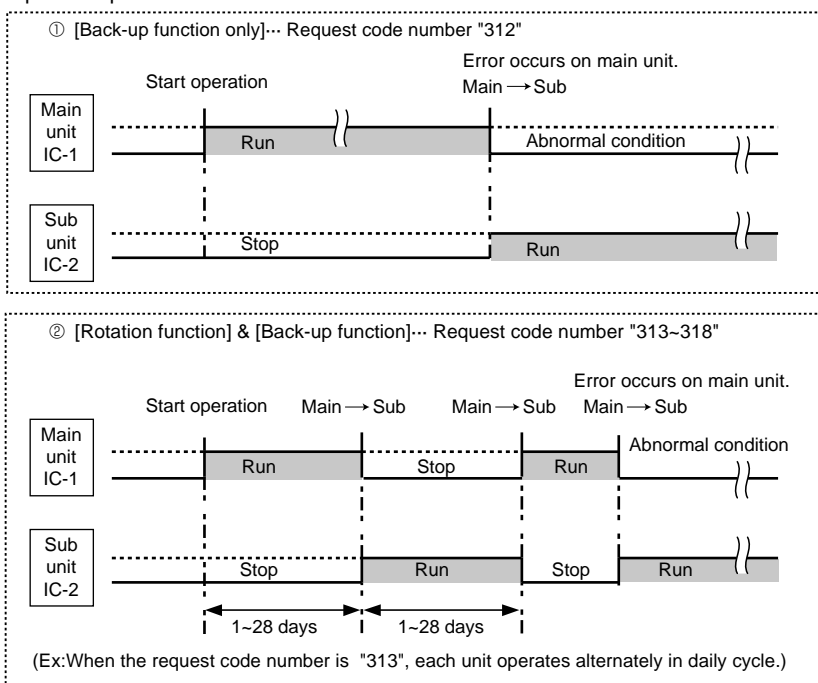 ① [Back-up function only]··· Request code number "312"
Error occurs on main unit.
Start operation
Main → Sub
Main
unit
IC-1
Run
Abnormal condition
Sub
unit
IC-2
Stop
Run
② [Rotation function] & [Back-up function]··· Request code number "313~318"
Error occurs on main unit.
Start operation Main → Sub Main → Sub Main → Sub
Main
unit
IC-1
Run
Stop
Run
Abnormal condition
Sub
unit
IC-2
Stop
Run
Stop
Run
1~28 days 1~28 days
(Ex:When the request code number is "313", each unit operates alternately in daily cycle.)